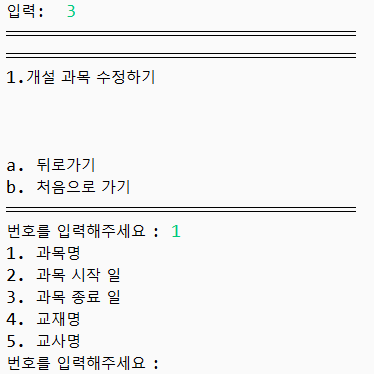 입력:  3
1.개설 과목 수정하기
a. 뒤로가기
b. 처음으로 가기
번호를 입력해주세요 : 1
1. 과목명
2. 과목 시작 일
3. 과목 종료 일
4. 교재명
5. 교사명
번호를 입력해주세요 :